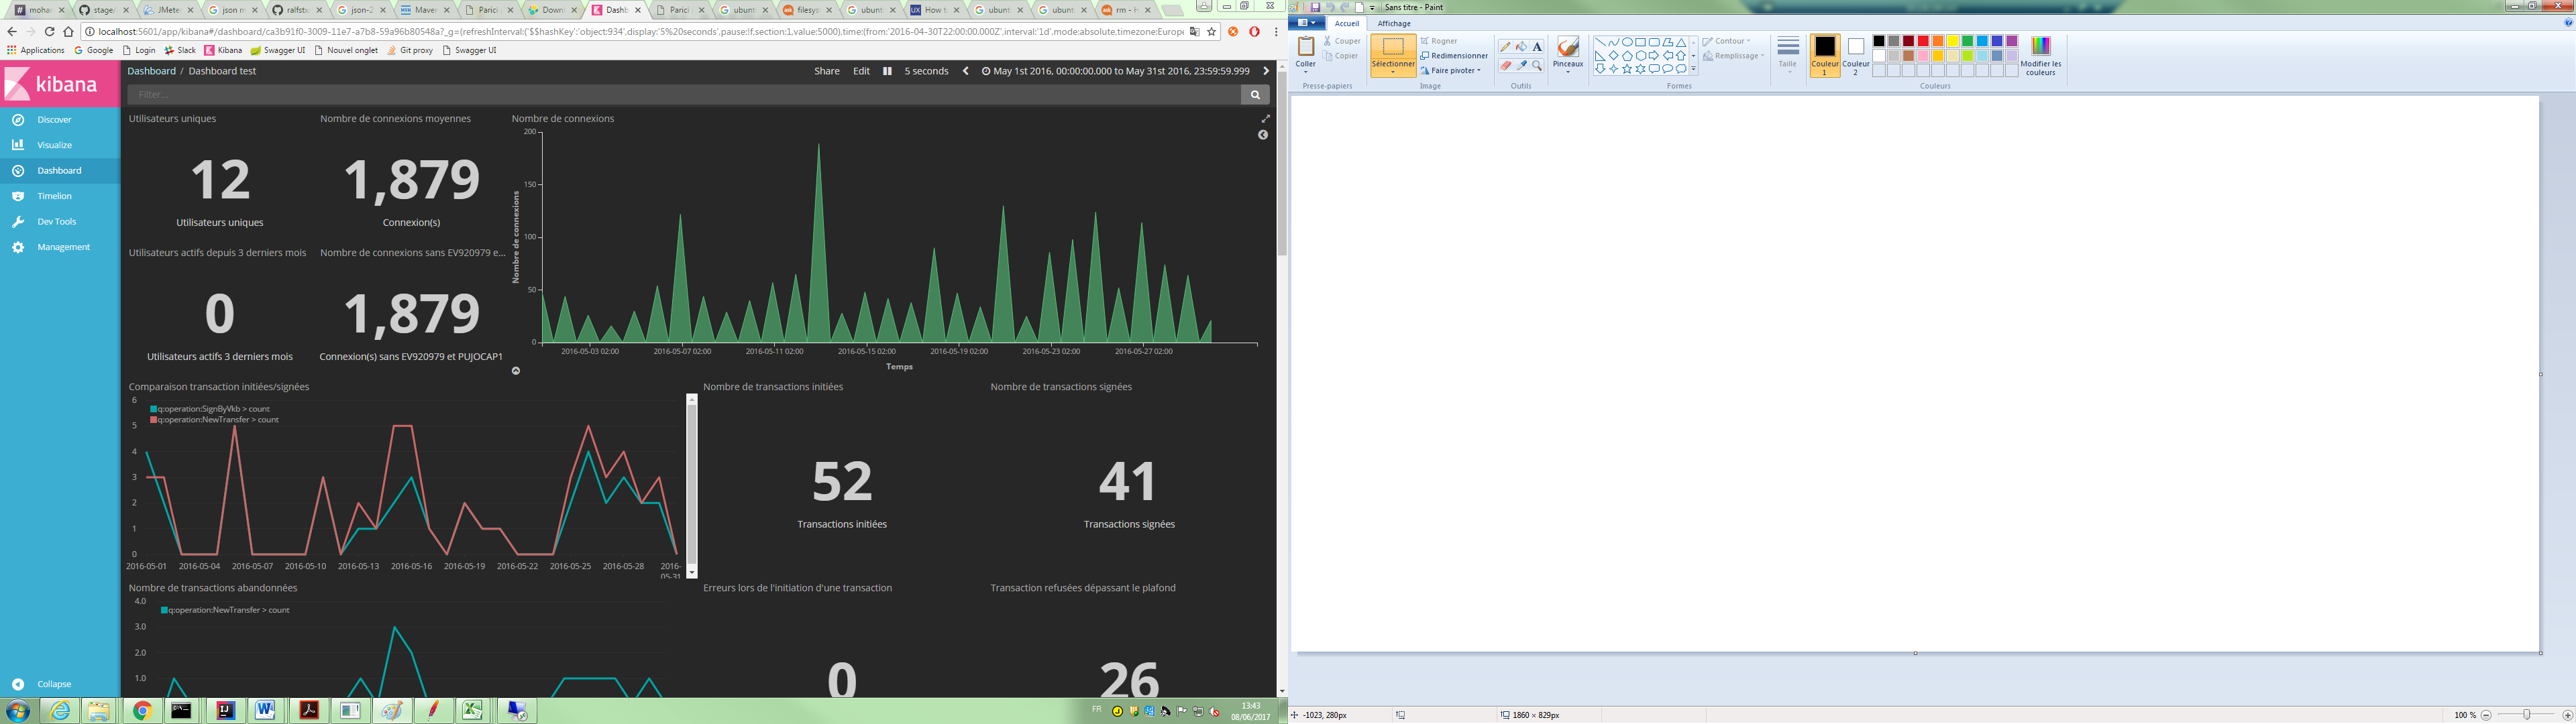 mohar
stage/
JMete
json m
ralfstx
json-2
Maver
Parici
Downl
Dashb
Parici
ubunt
filesys
ubunt
How t
ubunt
ubunt
rm - H
localhost:5601/app/kibana#/dashboard/ca3b91f0-3009-11e7-a7b8-59a96b80548a?_g=(refreshInterval:('$$hashKey':'object:934',display:'5%20seconds',pause:!f,section:1,value:5000),time:(from:'2016-04-30T22:00:00.000Z',interval:'1d',mode:absolute,timezone:Europe
Applications Google Login Slack Kibana Swagger UI Nouvel onglet Git proxy Swagger UI
kibana
Discover
Visualize
Dashboard
Timelion
Dev Tools
Management
Collapse
Dashboard / Dashboard test
Share Edit 5 seconds May 1st 2016, 00:00:00.000 to May 31st 2016, 23:59:59.999
Filter...
Utilisateurs uniques
12
Utilisateurs uniques
Nombre de connexions moyennes
1,879
Connexion(s)
Utilisateurs actifs depuis 3 derniers mois
0
Utilisateurs actifs 3 derniers mois
Nombre de connexions sans EV920979 e...
1,879
Connexion(s) sans EV920979 et PUJOCAP1
Nombre de connexions
Nombre de connexions
200
150
100
50
0
2016-05-03 02:00 2016-05-07 02:00 2016-05-11 02:00 2016-05-15 02:00 2016-05-19 02:00 2016-05-23 02:00 2016-05-27 02:00
Temps
Comparaison transaction initiées/signées
q:operation:SignByVkb > count
q:operation:NewTransfer > count
6
5
4
3
2
1
0
2016-05-01 2016-05-04 2016-05-07 2016-05-10 2016-05-13 2016-05-16 2016-05-19 2016-05-22 2016-05-25 2016-05-28 2016-05-31
Nombre de transactions initiées
52
Transactions initiées
Nombre de transactions signées
41
Transactions signées
Nombre de transactions abandonnées
q:operation:NewTransfer > count
4.0
3.0
2.0
1.0
Erreurs lors de l'initiation d'une transaction
0
Transaction refusées dépassant le plafond
26
FR
13:43
08/06/2017
Sans titre - Paint
Accueil Affichage
Coller
Couper
Copier
Presse-papiers
Sélectionner
Rogner
Redimensionner
Faire pivoter
Image
Outils
Pinceaux
Contour
Remplissage
Formes
Taille
Couleur 1
Couleur 2
Modifier les couleurs
Couleurs
-1023, 280px
1860 × 829px
100 %